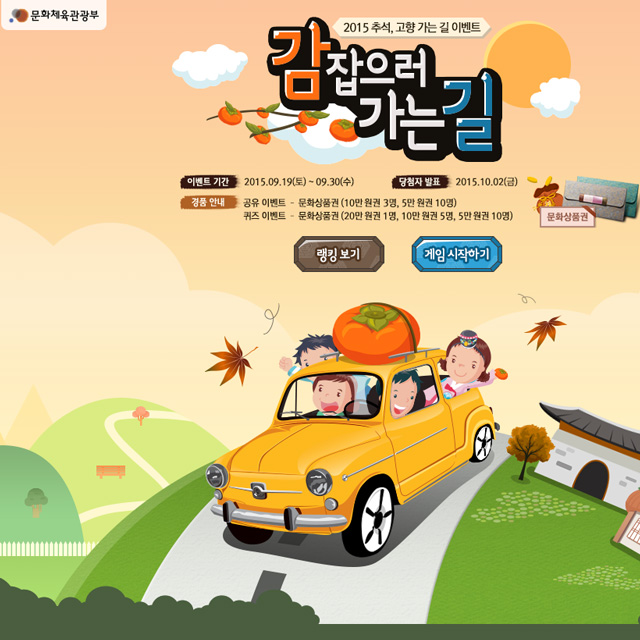 문화체육관광부
2015 추석, 고향 가는 길 이벤트
감 잡으러
가는 길
이벤트 기간 2015.09.19(토) ~ 09.30(수) 당첨자 발표 2015.10.02(금)
경품 안내 공유 이벤트 - 문화상품권 (10만 원권 3명, 5만 원권 10명)
퀴즈 이벤트 - 문화상품권 (20만 원권 1명, 10만 원권 5명, 5만 원권 10명)
문화상품권
랭킹 보기 게임 시작하기